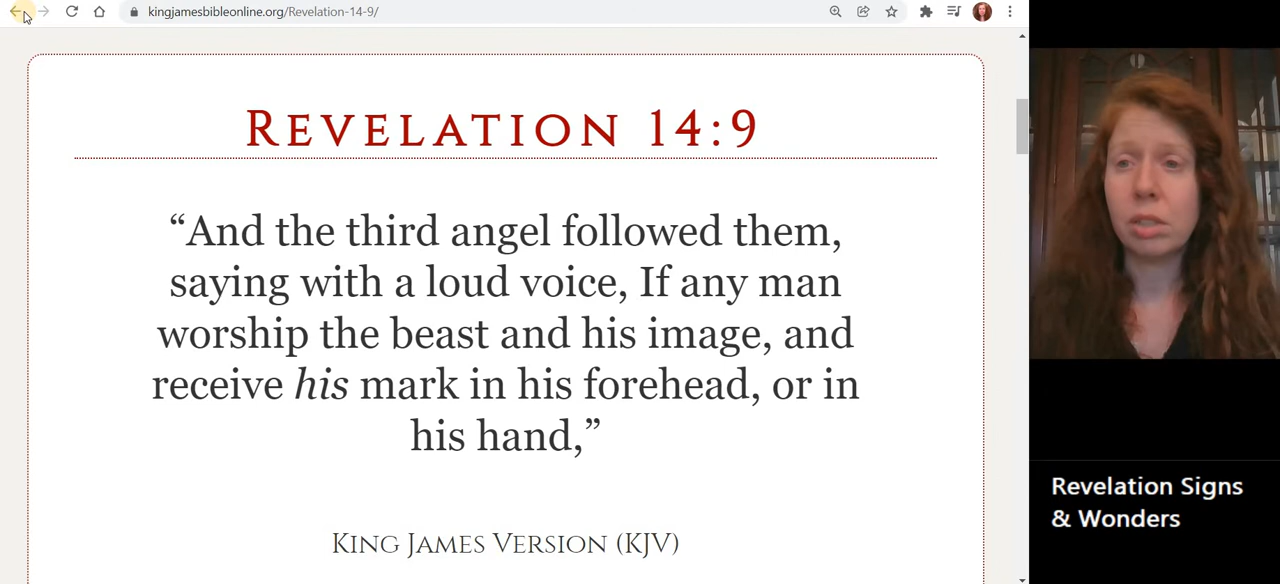 kingjamesbibleonline.org/Revelation-14-9/
REVELATION 14:9
“And the third angel followed them,
saying with a loud voice, If any man
worship the beast and his image, and
receive his mark in his forehead, or in
his hand,”
KING JAMES VERSION (KJV)
Revelation Signs
& Wonders